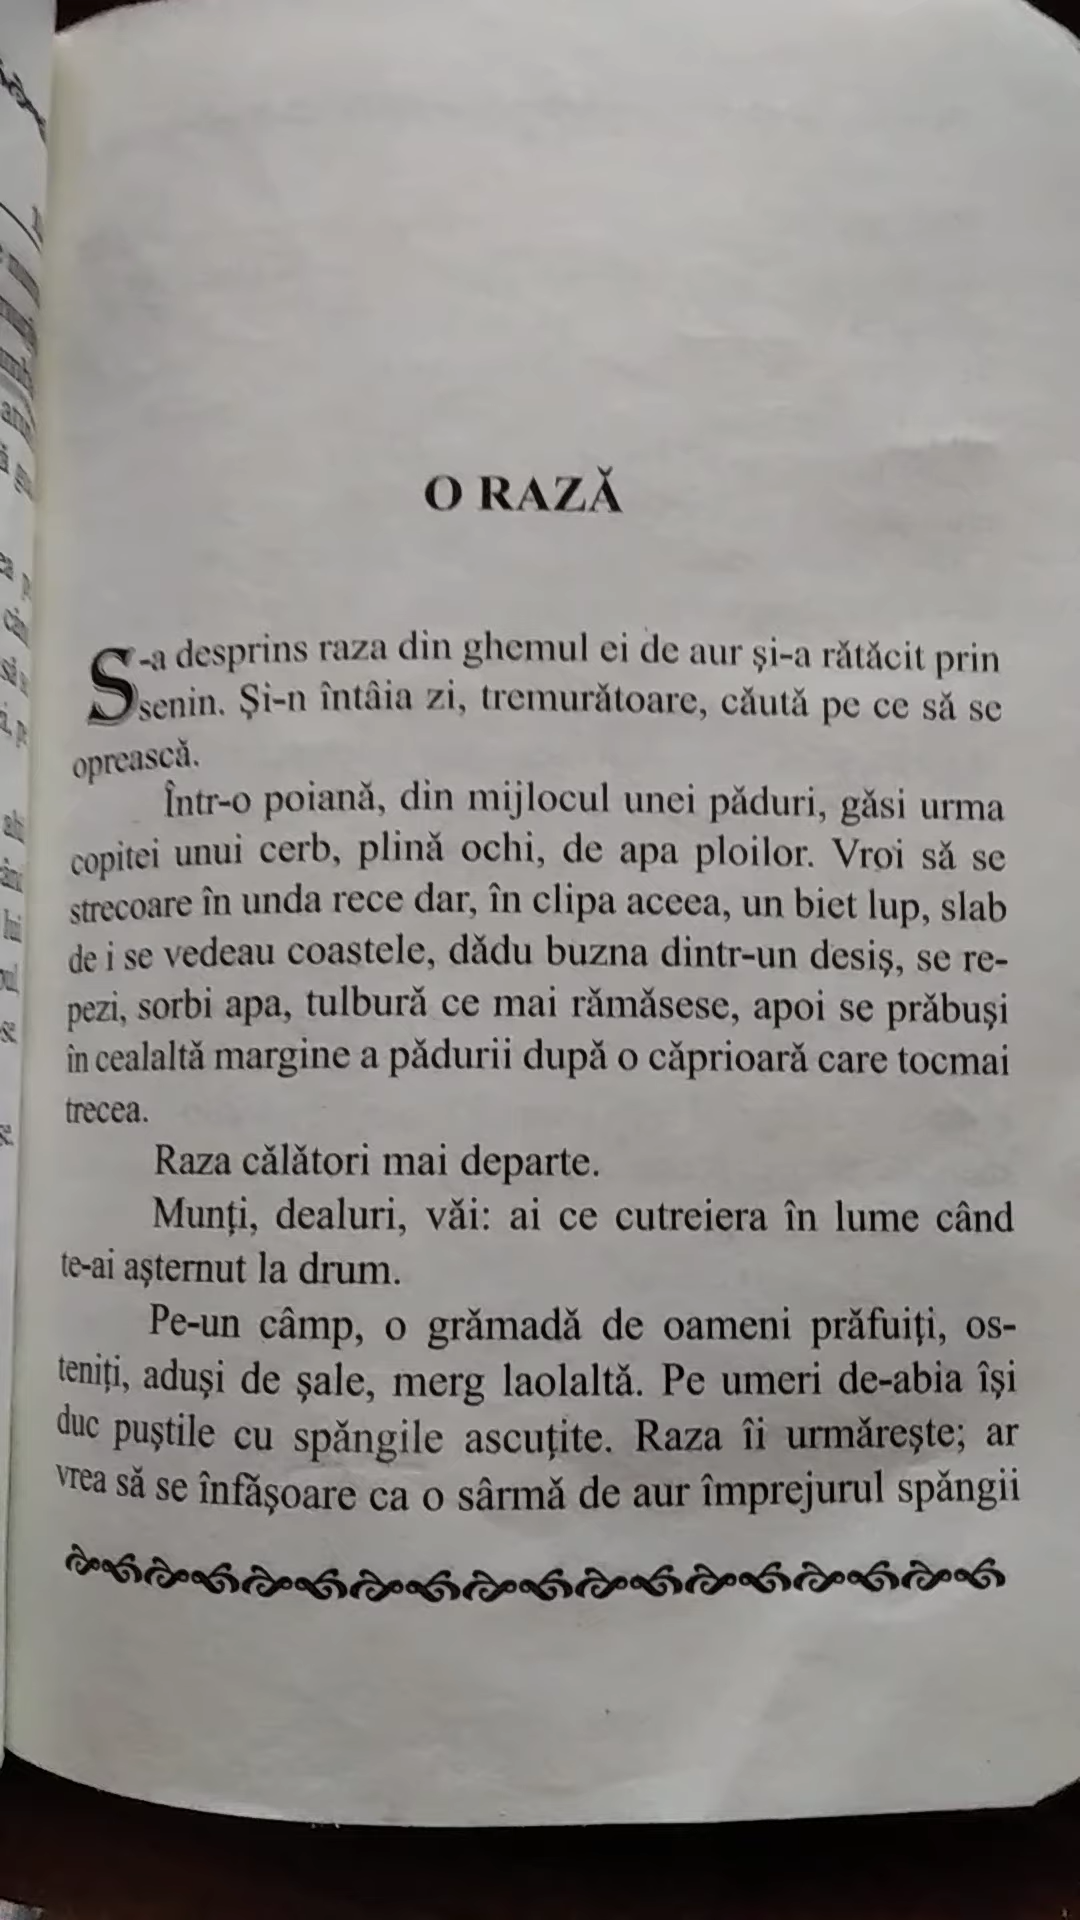 O RAZĂ
S-a desprins raza din ghemul ei de aur şi-a rătăcit prin
senin. Şi-n întâia zi, tremurătoare, căută pe ce să se
oprească.
Într-o poiană, din mijlocul unei păduri, găsi urma
copitei unui cerb, plină ochi, de apa ploilor. Vroi să se
strecoare în unda rece dar, în clipa aceea, un biet lup, slab
de i se vedeau coastele, dădu buzna dintr-un desiş, se re-
pezi, sorbi apa, tulbură ce mai rămăsese, apoi se prăbuşi
în cealaltă margine a pădurii după o căprioară care tocmai
trecea.
Raza călători mai departe.
Munţi, dealuri, văi: ai ce cutreiera în lume când
te-ai aşternut la drum.
Pe-un câmp, o grămadă de oameni prăfuiţi, os-
teniţi, aduşi de şale, merg laolaltă. Pe umeri de-abia îşi
duc puştile cu spăngile ascuţite. Raza îi urmăreşte; ar
vrea să se înfăşoare ca o sârmă de aur împrejurul spăngii